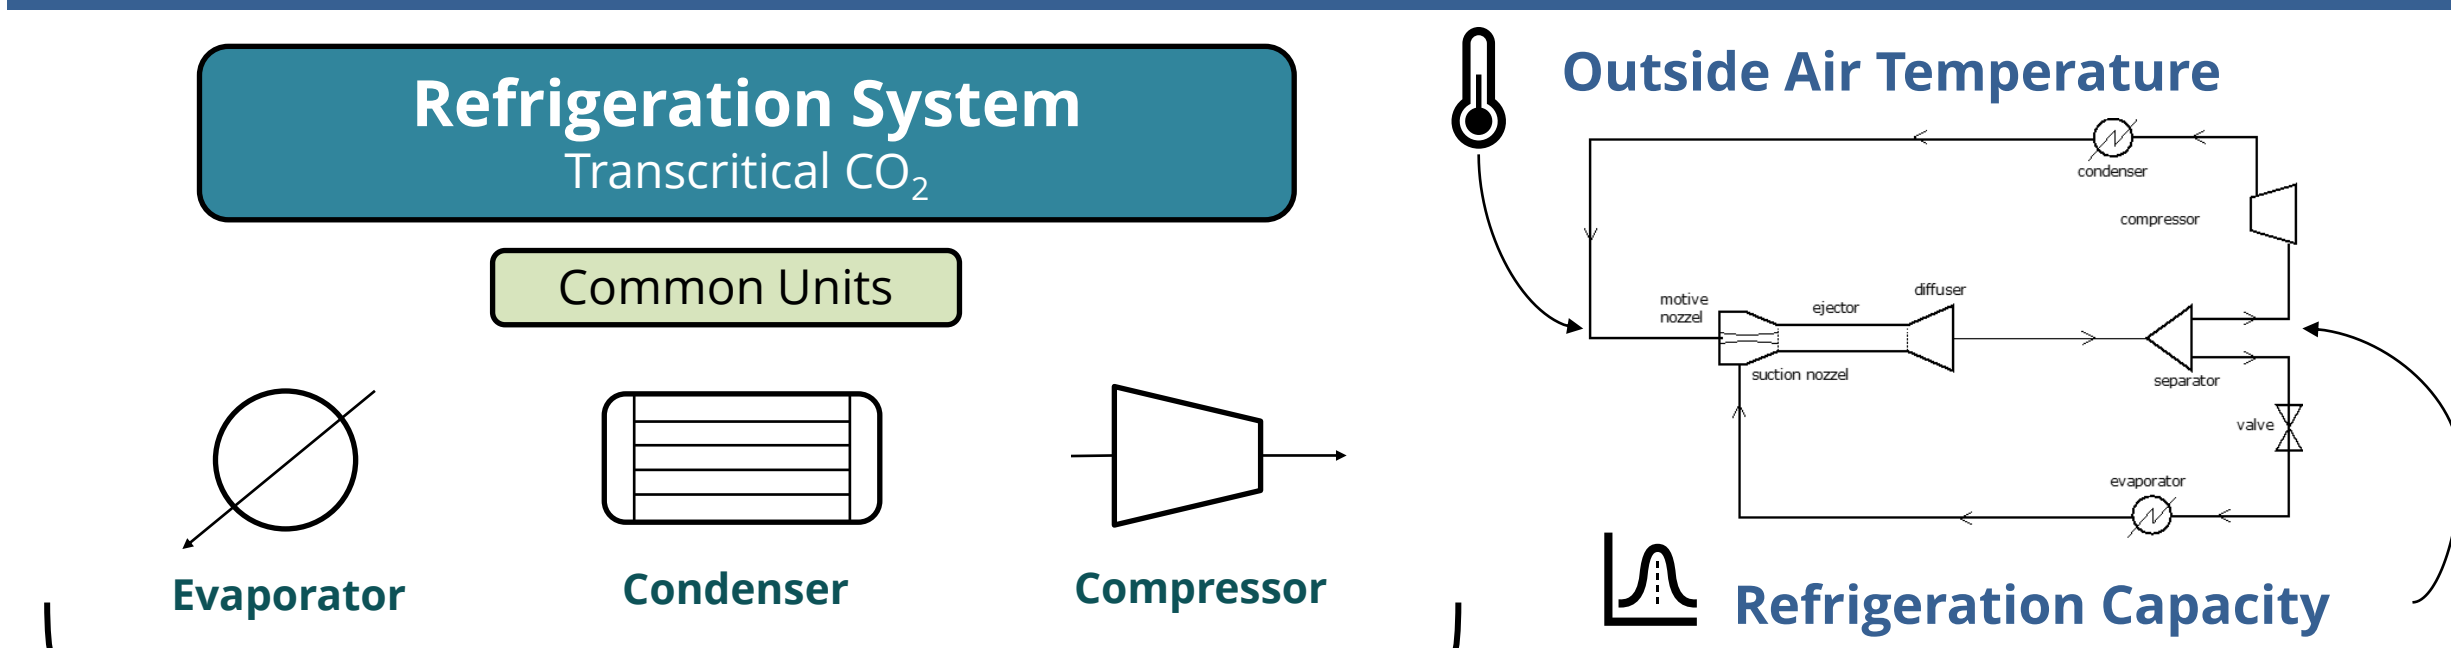 Refrigeration System
Transcritical CO₂
Common Units
Evaporator
Condenser
Compressor
Outside Air Temperature
condenser
compressor
motive
nozzel
ejector
diffuser
suction nozzel
separator
valve
evaporator
Refrigeration Capacity